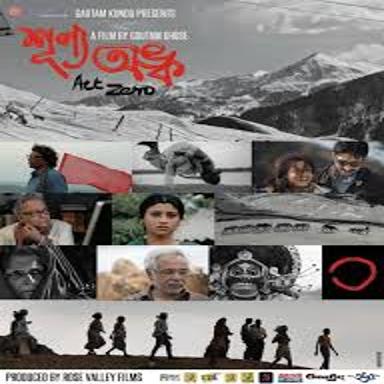 GAUTAM KUNDU PRESENTS
A FILM BY GOUTAM GHOSE
শূন্য অঙ্ক
Act Zero
PRODUCED BY ROSE VALLEY FILMS